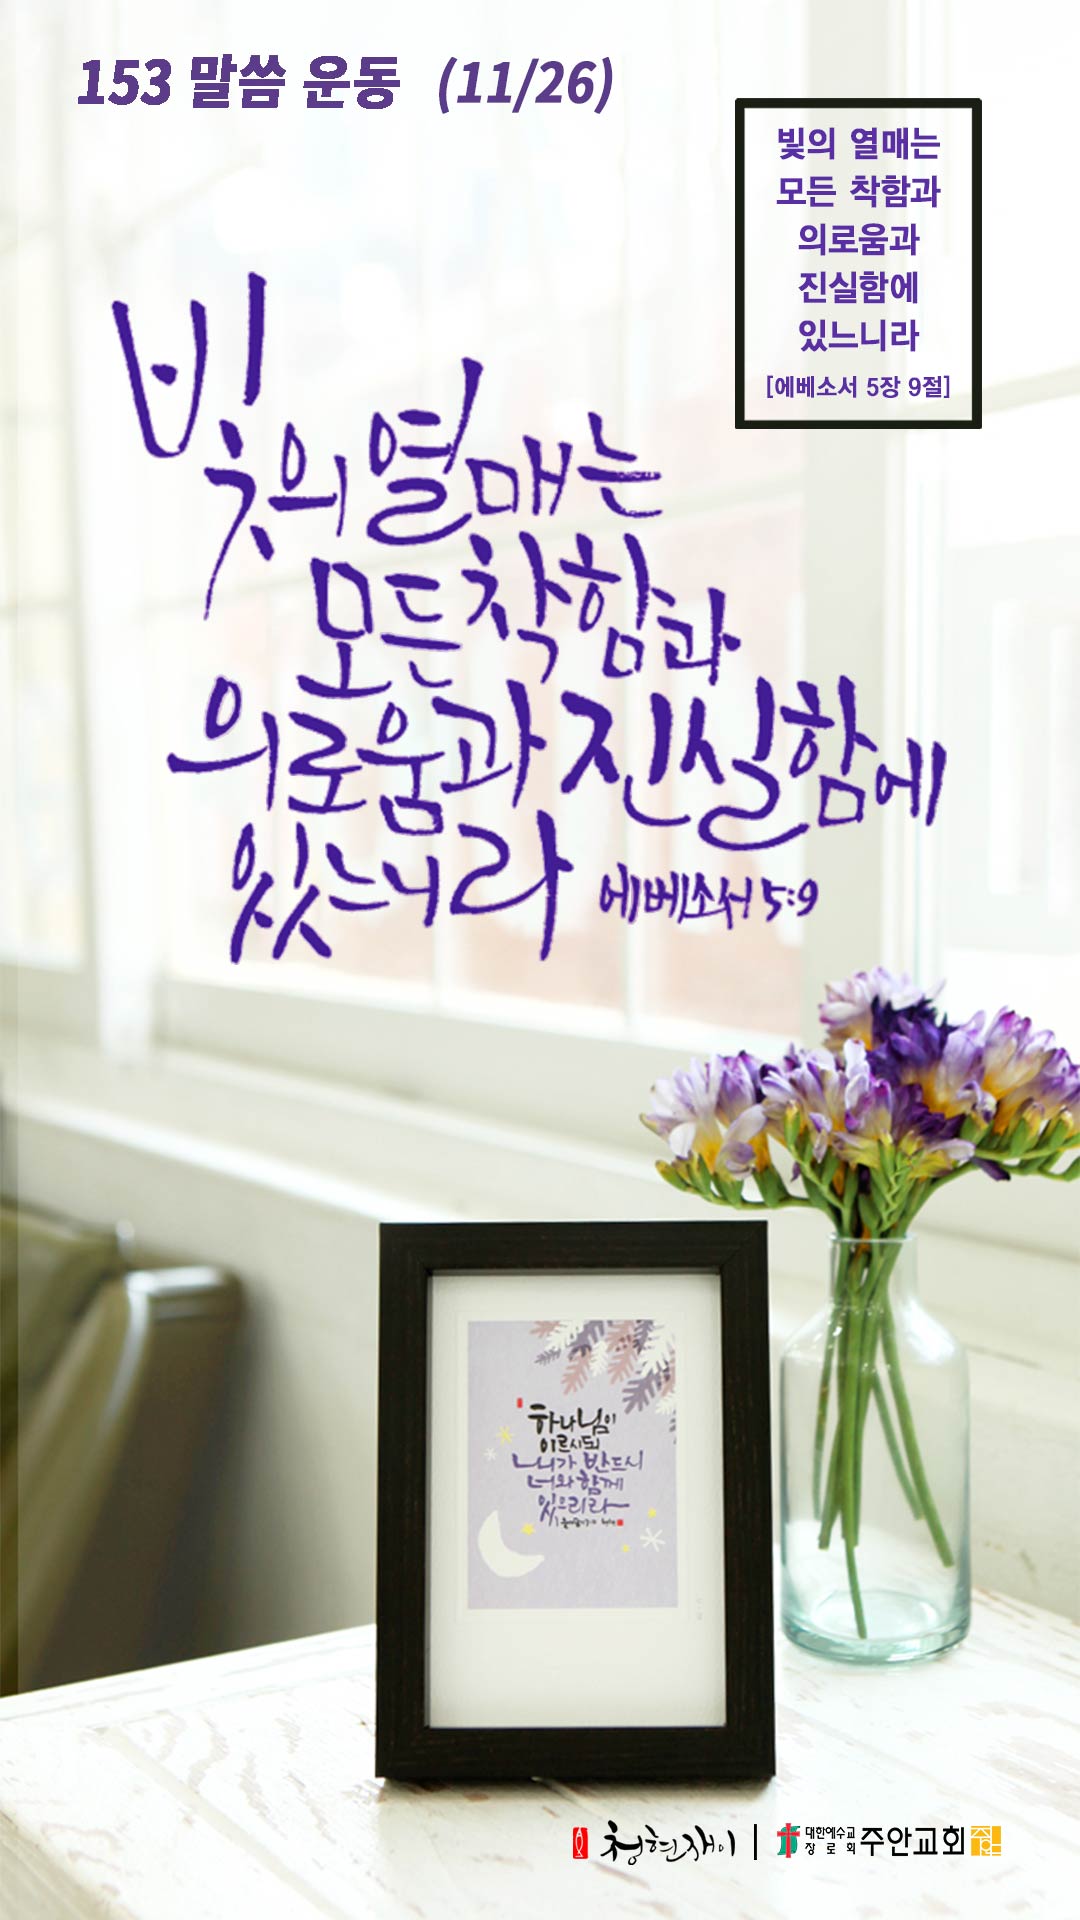 153 말씀 운동 (11/26)
빛의 열매는
모든 착함과
의로움과
진실함에
있느니라
[에베소서 5장 9절]
빛의 열매는
모든 착함과
의로움과 진실함에
있느니라 에베소서 5:9
하나님이
이르시되
내가 반드시
너와 함께
있으리라
청현재이
대한예수교
장로회
주안교회